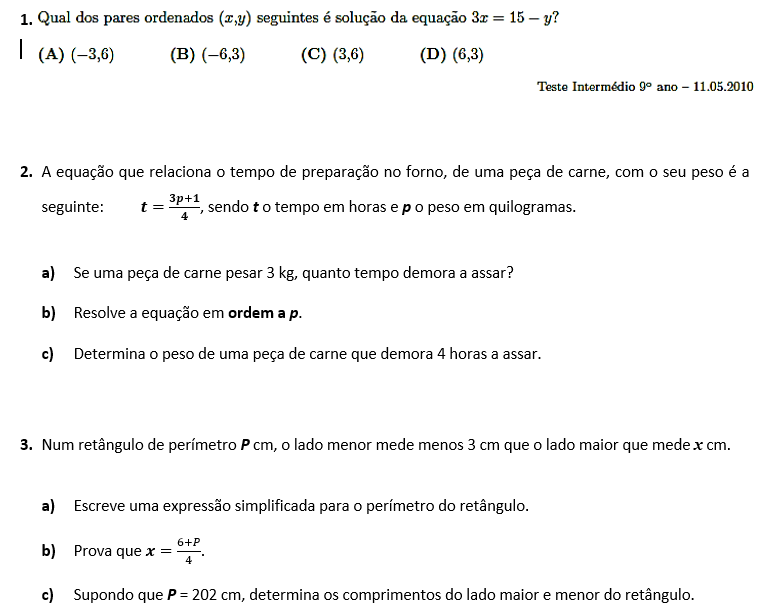 1. Qual dos pares ordenados (x,y) seguintes é solução da equação 3x = 15 − y?
(A) (−3,6) (B) (−6,3) (C) (3,6) (D) (6,3)
Teste Intermédio 9º ano – 11.05.2010
2. A equação que relaciona o tempo de preparação no forno, de uma peça de carne, com o seu peso é a
seguinte: t = (3p+1)/4, sendo t o tempo em horas e p o peso em quilogramas.
a) Se uma peça de carne pesar 3 kg, quanto tempo demora a assar?
b) Resolve a equação em ordem a p.
c) Determina o peso de uma peça de carne que demora 4 horas a assar.
3. Num retângulo de perímetro P cm, o lado menor mede menos 3 cm que o lado maior que mede x cm.
a) Escreve uma expressão simplificada para o perímetro do retângulo.
b) Prova que x = (6+P)/4.
c) Supondo que P = 202 cm, determina os comprimentos do lado maior e menor do retângulo.